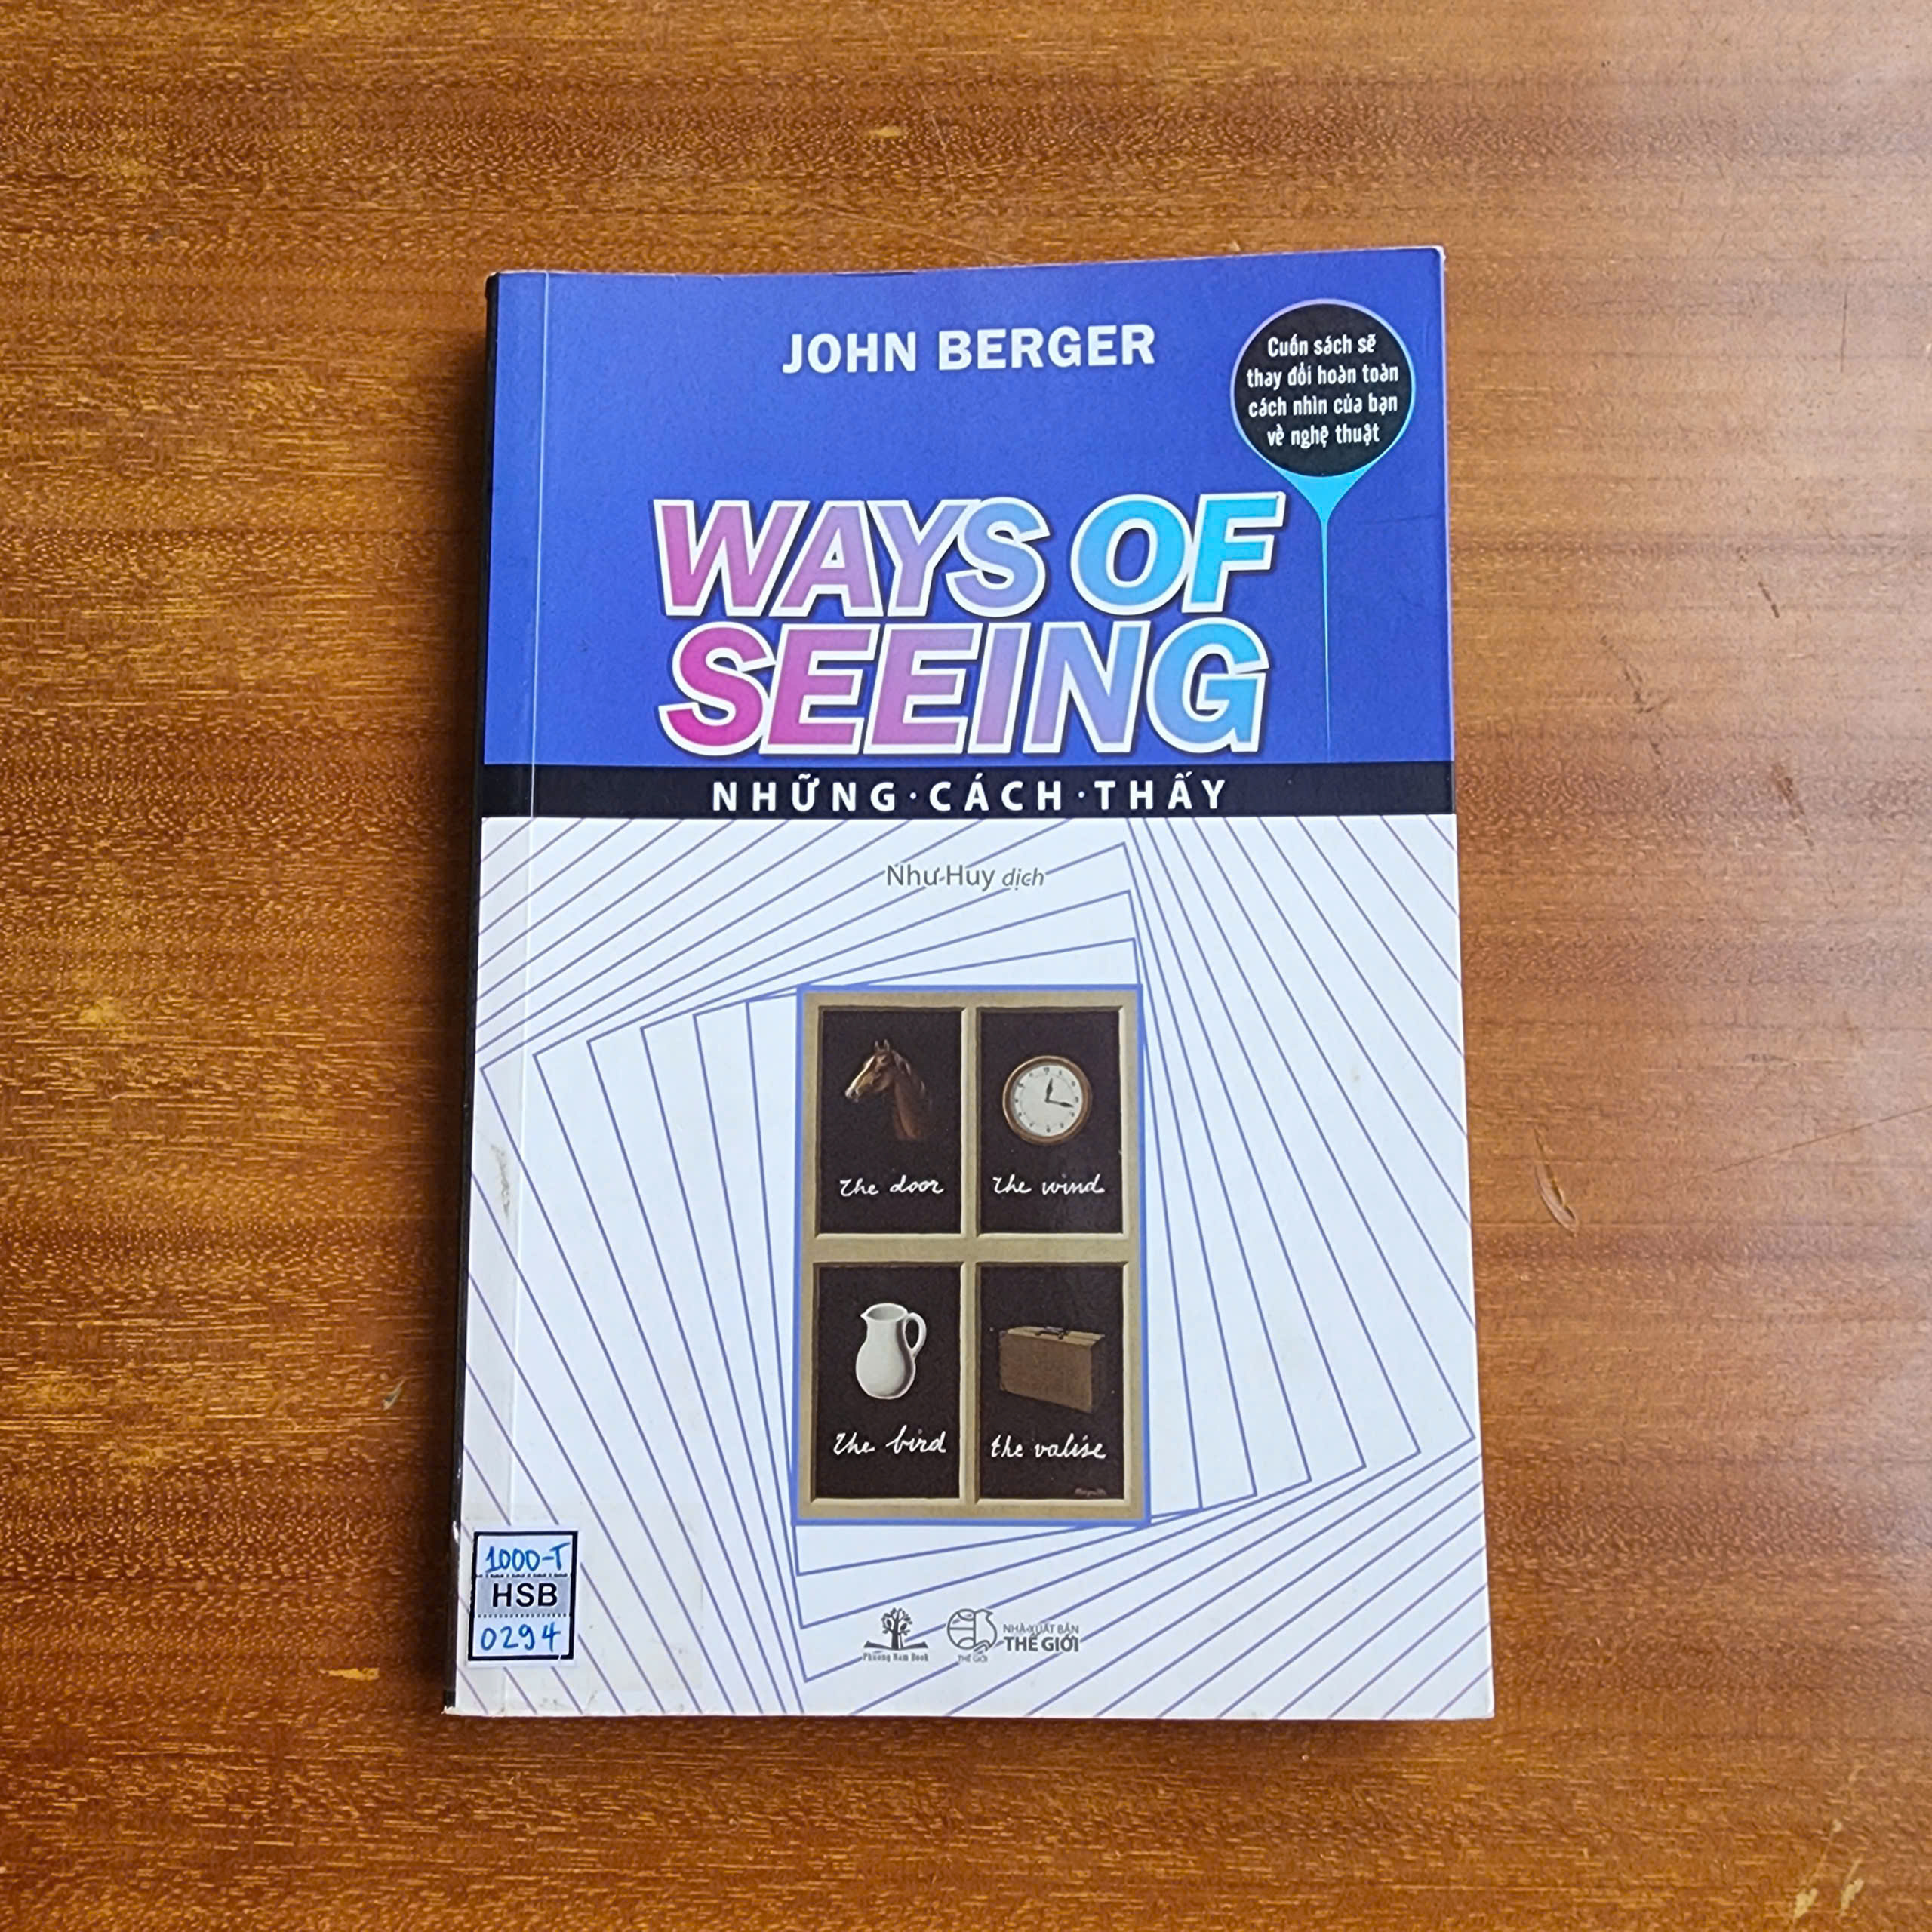 JOHN BERGER
Cuốn sách sẽ
thay đổi hoàn toàn
cách nhìn của bạn
về nghệ thuật
WAYS OF
SEEING
NHỮNG·CÁCH·THẤY
Như Huy dịch
the door
the wind
the bird
the valise
Magritte
1000-T
HSB
0294
Phuong Nam Book
THẾ GIỚI
NHÀ XUẤT BẢN
THẾ GIỚI